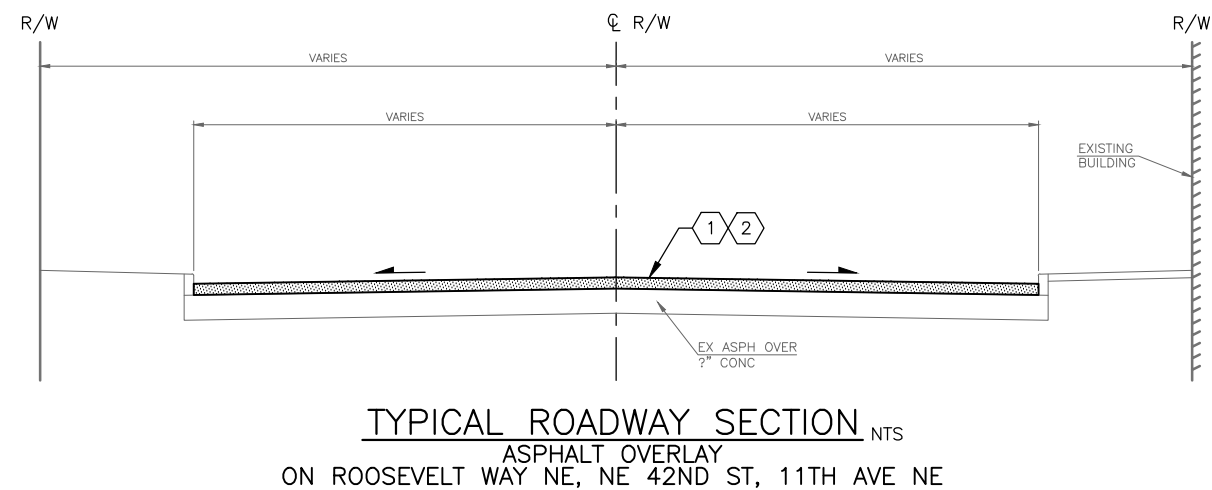 R/W
℄ R/W
R/W
VARIES
VARIES
VARIES
VARIES
EXISTING
BUILDING
1 2
EX ASPH OVER
?" CONC
TYPICAL ROADWAY SECTION NTS
ASPHALT OVERLAY
ON ROOSEVELT WAY NE, NE 42ND ST, 11TH AVE NE